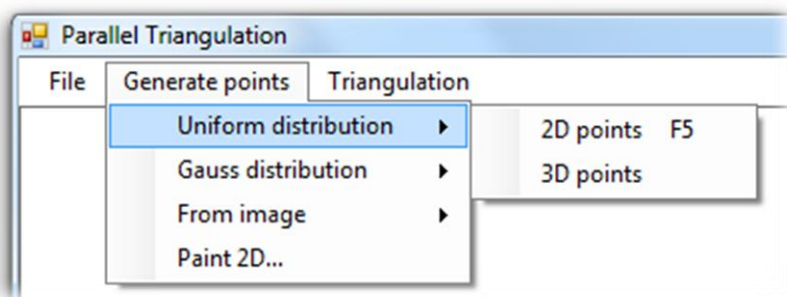 Parallel Triangulation
File Generate points Triangulation
Uniform distribution
2D points F5
Gauss distribution
3D points
From image
Paint 2D...